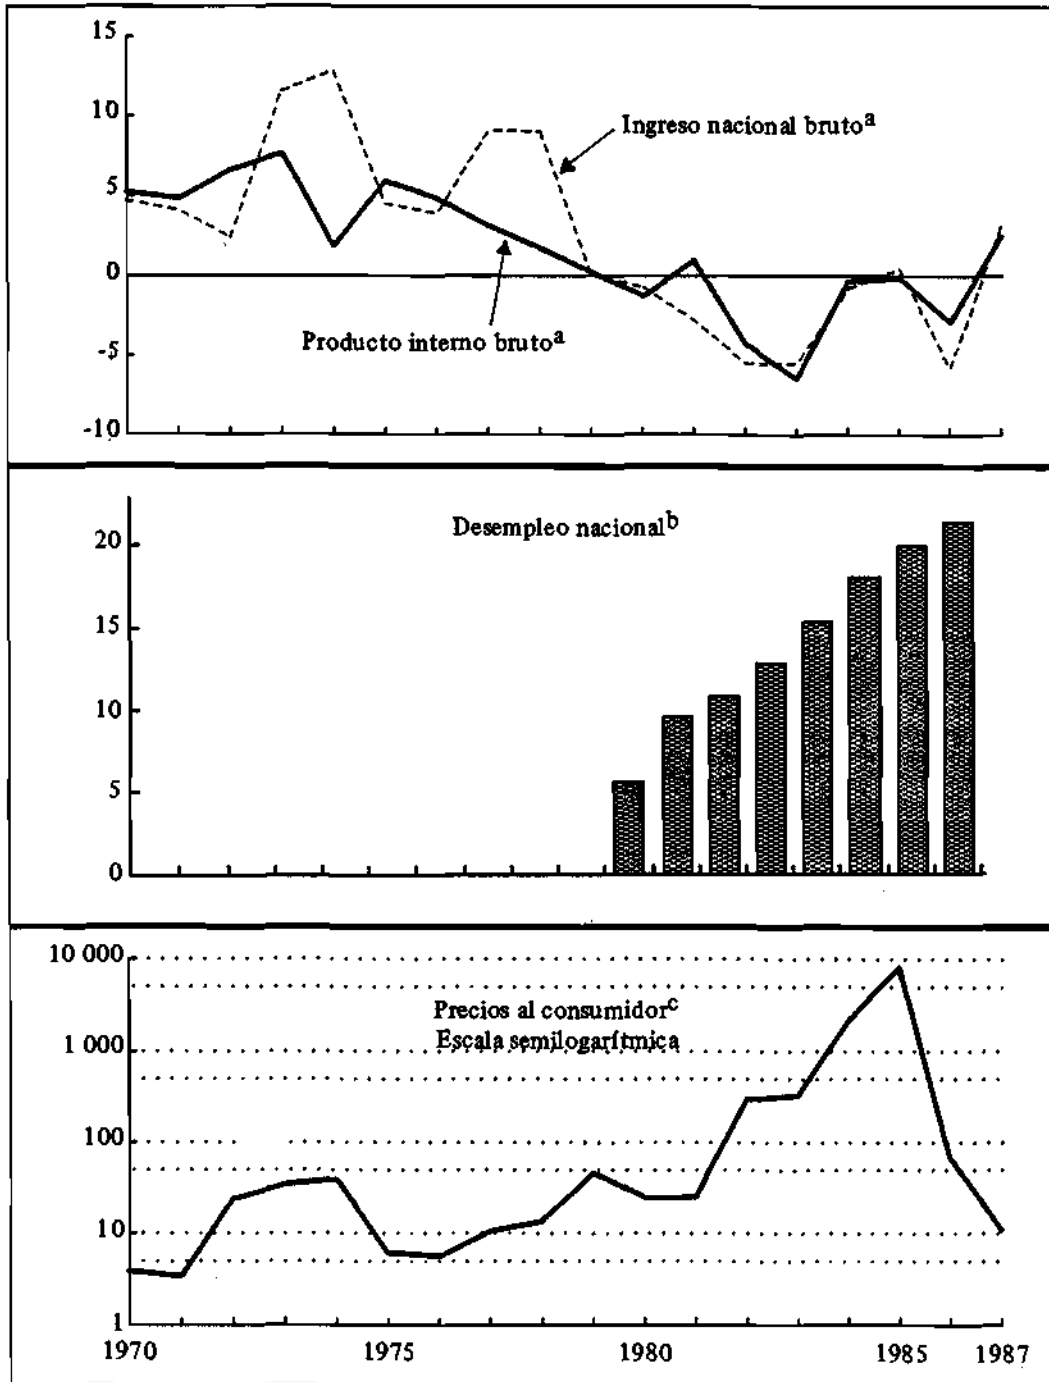 15
10
5
0
-5
-10
Ingreso nacional bruto^a
Producto interno bruto^a
Desempleo nacional^b
20
15
10
5
0
10 000
1 000
100
10
1
Precios al consumidor^c
Escala semilogarítmica
1970 1975 1980 1985 1987